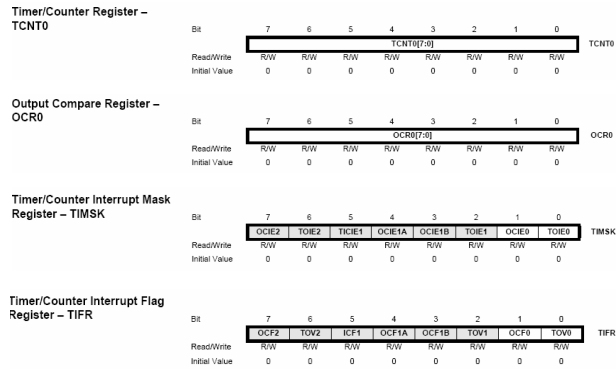 Timer/Counter Register –
TCNT0
Bit 7 6 5 4 3 2 1 0
TCNT0[7:0] TCNT0
Read/Write R/W R/W R/W R/W R/W R/W R/W R/W
Initial Value 0 0 0 0 0 0 0 0
Output Compare Register –
OCR0
Bit 7 6 5 4 3 2 1 0
OCR0[7:0] OCR0
Read/Write R/W R/W R/W R/W R/W R/W R/W R/W
Initial Value 0 0 0 0 0 0 0 0
Timer/Counter Interrupt Mask
Register – TIMSK
Bit 7 6 5 4 3 2 1 0
OCIE2 TOIE2 TICIE1 OCIE1A OCIE1B TOIE1 OCIE0 TOIE0 TIMSK
Read/Write R/W R/W R/W R/W R/W R/W R/W R/W
Initial Value 0 0 0 0 0 0 0 0
Timer/Counter Interrupt Flag
Register – TIFR
Bit 7 6 5 4 3 2 1 0
OCF2 TOV2 ICF1 OCF1A OCF1B TOV1 OCF0 TOV0 TIFR
Read/Write R/W R/W R/W R/W R/W R/W R/W R/W
Initial Value 0 0 0 0 0 0 0 0